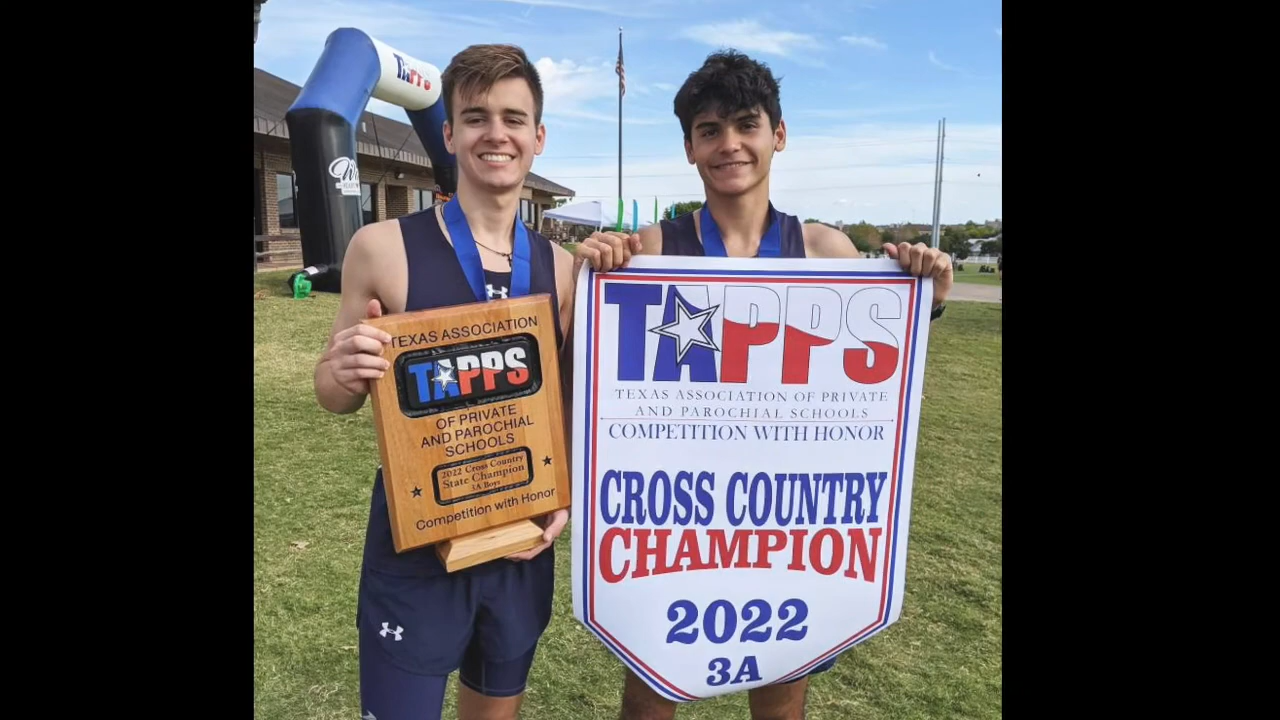 TAPPS
TEXAS ASSOCIATION
TAPPS
OF PRIVATE
AND PAROCHIAL
SCHOOLS
2022 Cross Country
State Champion
3A Boys
Competition with Honor
TAPPS
TEXAS ASSOCIATION OF PRIVATE
AND PAROCHIAL SCHOOLS
COMPETITION WITH HONOR
CROSS COUNTRY
CHAMPION
2022
3A